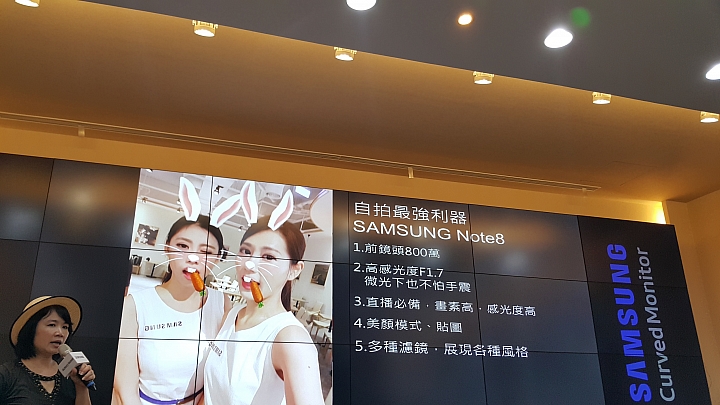 自拍最強利器
SAMSUNG Note8
1.前鏡頭800萬
2.高感光度F1.7
微光下也不怕手震
3.直播必備，畫素高，感光度高
4.美顏模式、貼圖
5.多種濾鏡，展現各種風格
SAMSUNG
Curved Monitor